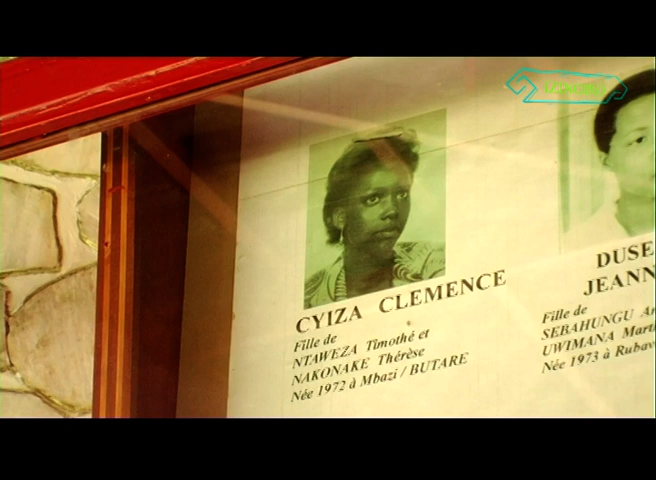 CYIZA CLEMENCE
Fille de
NTAWEZA Timothé et
NAKONAKE Thérèse
Née 1972 à Mbazi / BUTARE
DUSE
JEANN
Fille de
SEBAHUNGU
UWIMANA
Née 1973 à